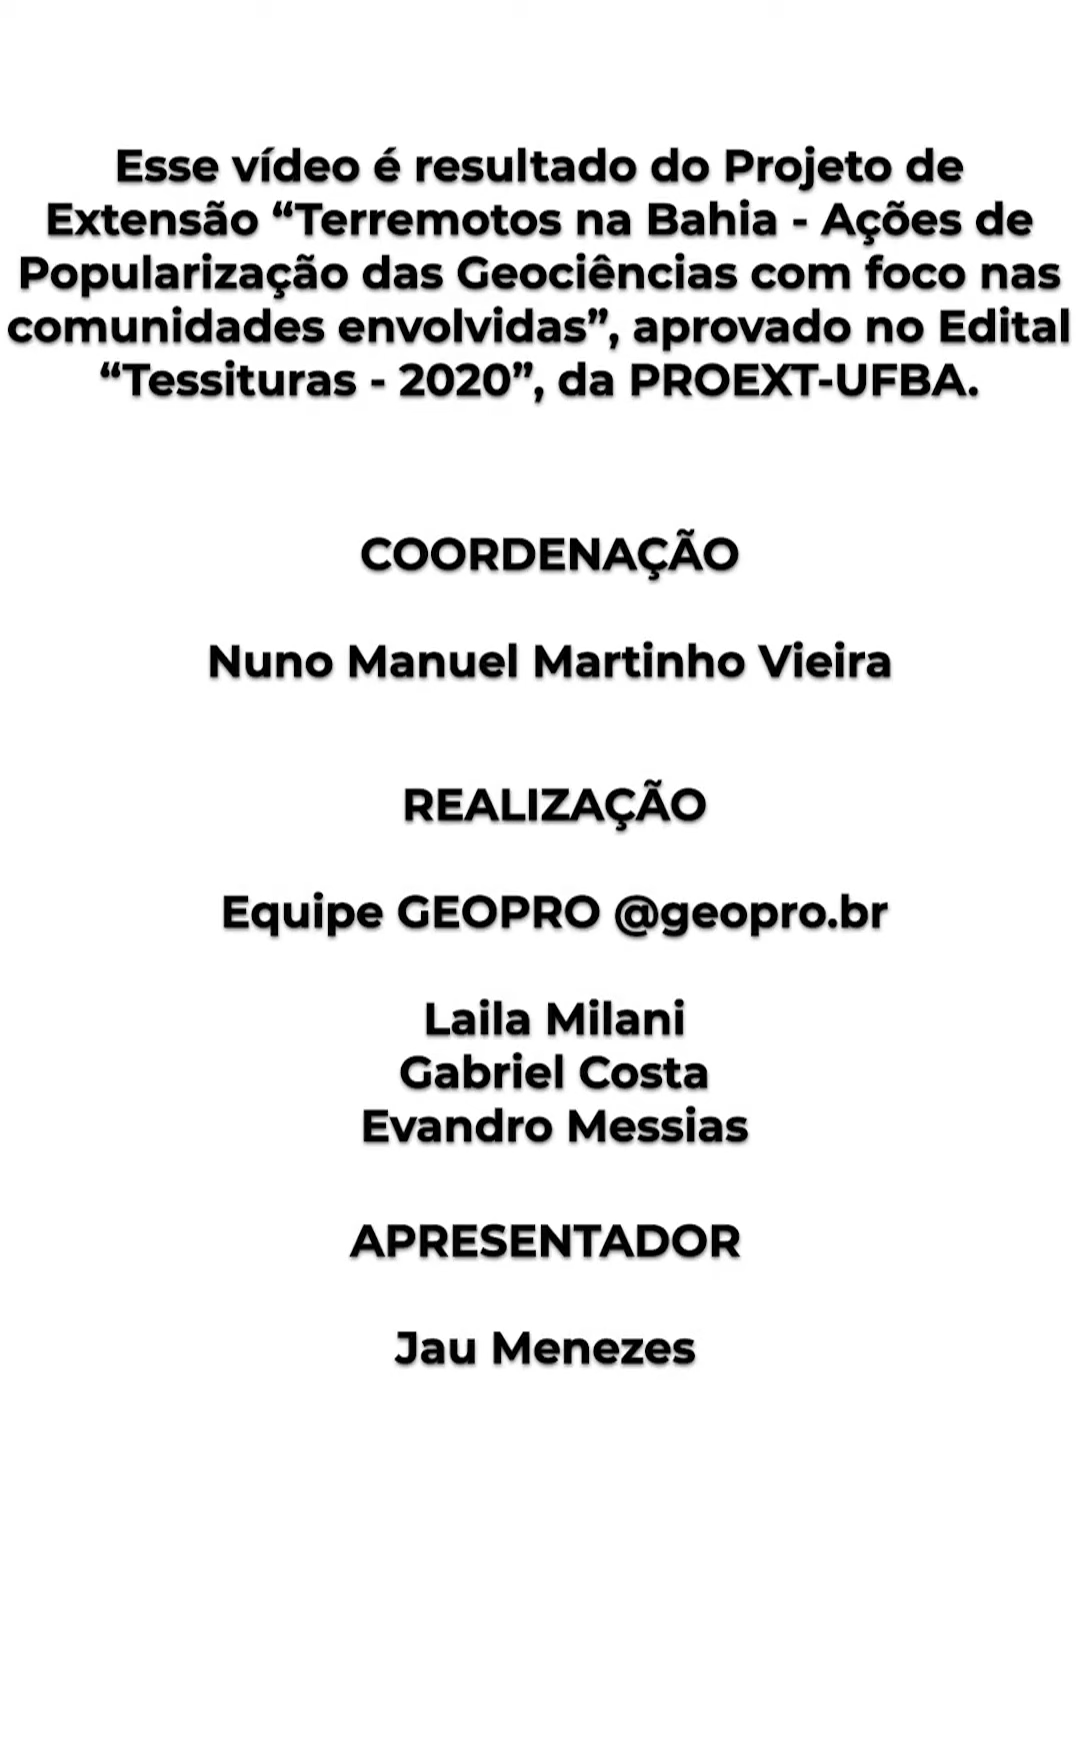 Esse vídeo é resultado do Projeto de
Extensão “Terremotos na Bahia - Ações de
Popularização das Geociências com foco nas
comunidades envolvidas”, aprovado no Edital
“Tessituras - 2020”, da PROEXT-UFBA.
COORDENAÇÃO
Nuno Manuel Martinho Vieira
REALIZAÇÃO
Equipe GEOPRO @geopro.br
Laila Milani
Gabriel Costa
Evandro Messias
APRESENTADOR
Jau Menezes